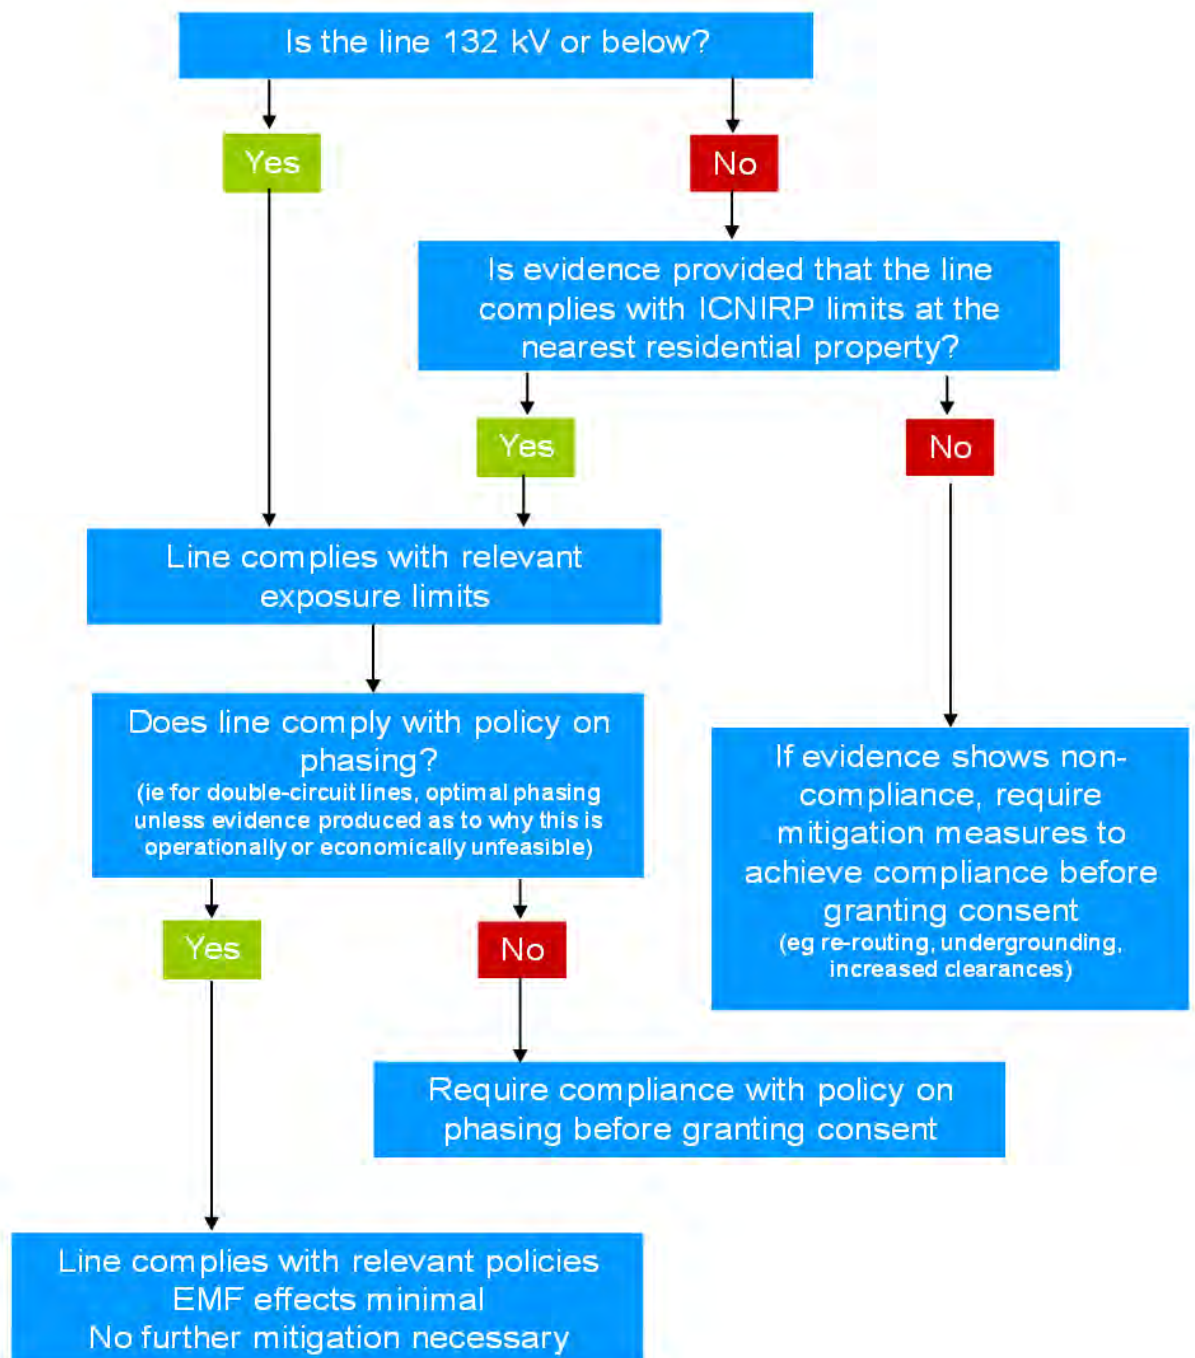 Is the line 132 kV or below?
Yes
No
Is evidence provided that the line
complies with ICNIRP limits at the
nearest residential property?
Yes
No
Line complies with relevant
exposure limits
Does line comply with policy on
phasing?
(ie for double-circuit lines, optimal phasing
unless evidence produced as to why this is
operationally or economically unfeasible)
If evidence shows non-
compliance, require
mitigation measures to
achieve compliance before
granting consent
(eg re-routing, undergrounding,
increased clearances)
Yes
No
Require compliance with policy on
phasing before granting consent
Line complies with relevant policies
EMF effects minimal
No further mitigation necessary